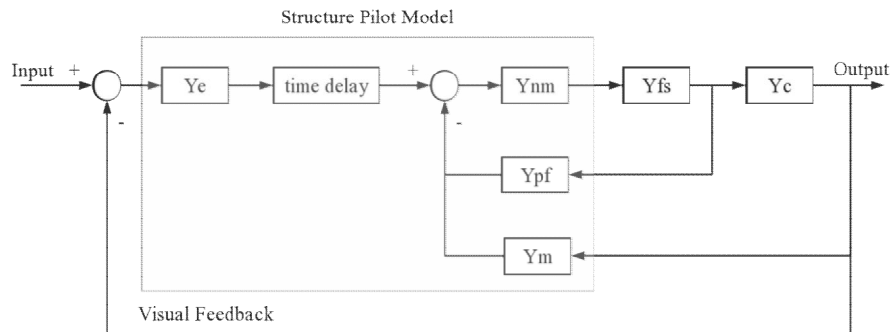 Structure Pilot Model
Input + Output
Ye time delay + Ynm Yfs Yc
- -
Ypf
Ym
Visual Feedback